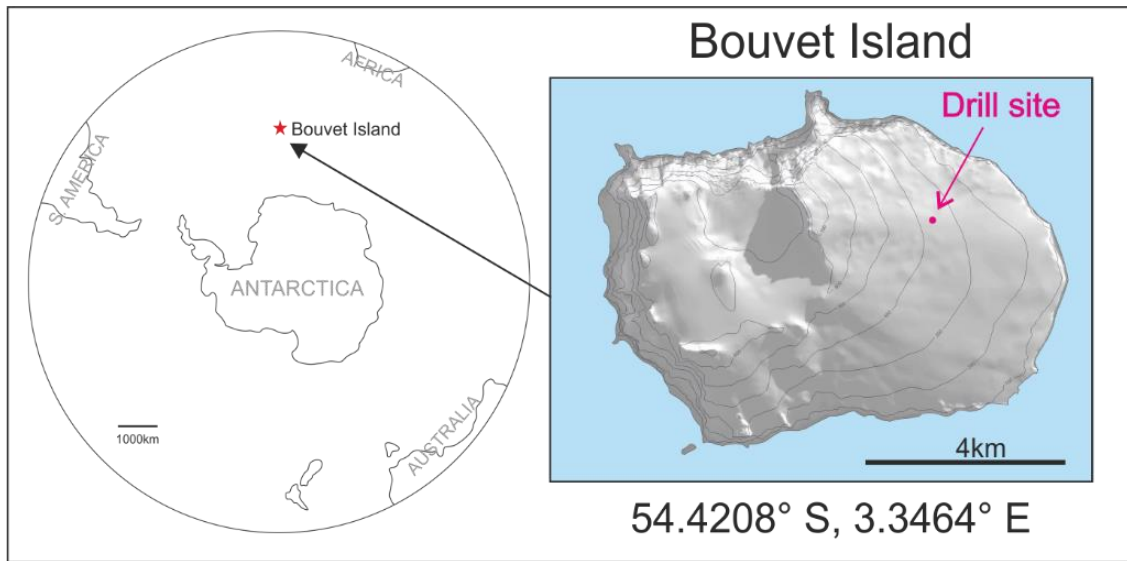 AFRICA
Bouvet Island
S. AMERICA
ANTARCTICA
1000km
AUSTRALIA
Bouvet Island
Drill site
4km
54.4208° S, 3.3464° E